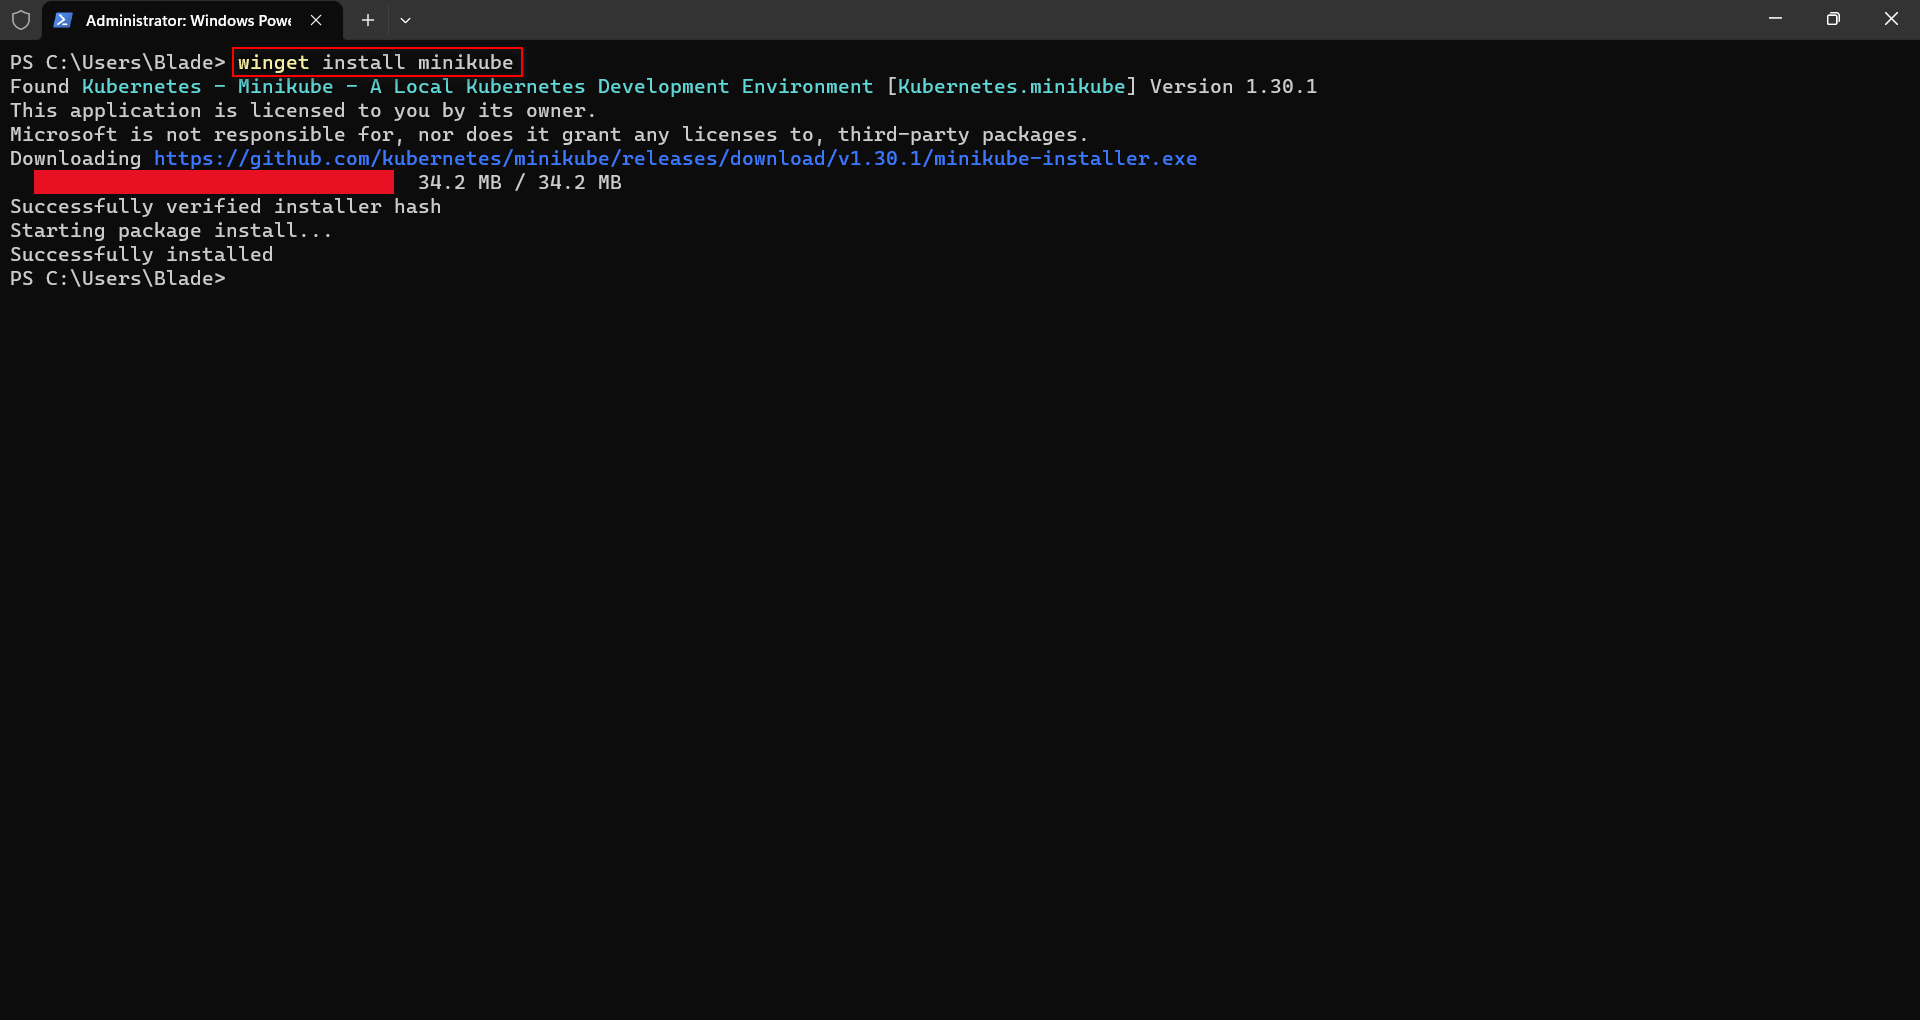 Administrator: Windows Powe
PS C:\Users\Blade> winget install minikube
Found Kubernetes - Minikube - A Local Kubernetes Development Environment [Kubernetes.minikube] Version 1.30.1
This application is licensed to you by its owner.
Microsoft is not responsible for, nor does it grant any licenses to, third-party packages.
Downloading https://github.com/kubernetes/minikube/releases/download/v1.30.1/minikube-installer.exe
34.2 MB / 34.2 MB
Successfully verified installer hash
Starting package install...
Successfully installed
PS C:\Users\Blade>